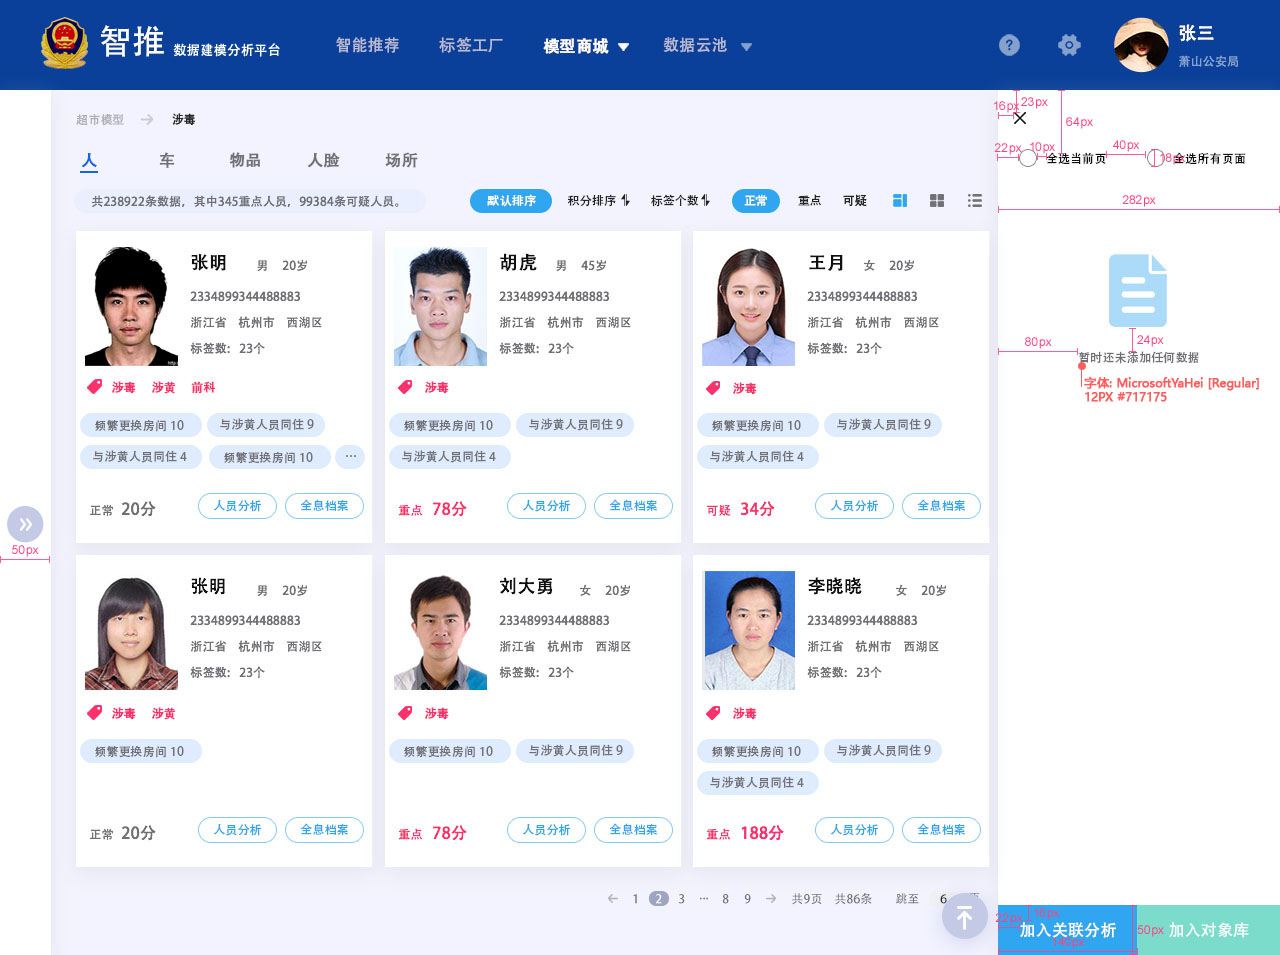 智推 数据建模分析平台 智能推荐 标签工厂 模型商城 数据云池 ? 张三
萧山公安局
超市模型 涉毒
16px 23px
64px
人 车 物品 人脸 场所
22px 10px 全选当前页 40px 18px 全选所有页面
共238922条数据，其中345重点人员，99384条可疑人员。 默认排序 积分排序 标签个数 正常 重点 可疑
282px
张明 男 20岁
2334899344488883
浙江省 杭州市 西湖区
标签数：23个
涉毒 涉黄 前科
频繁更换房间 10 与涉黄人员同住 9
与涉黄人员同住 4 频繁更换房间 10 ···
正常 20分 人员分析 全息档案
胡虎 男 45岁
2334899344488883
浙江省 杭州市 西湖区
标签数：23个
涉毒
频繁更换房间 10 与涉黄人员同住 9
与涉黄人员同住 4
重点 78分 人员分析 全息档案
王月 女 20岁
2334899344488883
浙江省 杭州市 西湖区
标签数：23个
涉毒
频繁更换房间 10 与涉黄人员同住 9
与涉黄人员同住 4
可疑 34分 人员分析 全息档案
80px 24px
暂时还未添加任何数据
字体: MicrosoftYaHei [Regular]
12PX #717175
50px
张明 男 20岁
2334899344488883
浙江省 杭州市 西湖区
标签数：23个
涉毒 涉黄
频繁更换房间 10
正常 20分 人员分析 全息档案
刘大勇 女 20岁
2334899344488883
浙江省 杭州市 西湖区
标签数：23个
涉毒
频繁更换房间 10 与涉黄人员同住 9
重点 78分 人员分析 全息档案
李晓晓 女 20岁
2334899344488883
浙江省 杭州市 西湖区
标签数：23个
涉毒
频繁更换房间 10 与涉黄人员同住 9
与涉黄人员同住 4
重点 188分 人员分析 全息档案
1 2 3 ··· 8 9 共9页 共86条 跳至 6
加入关联分析 50px 加入对象库